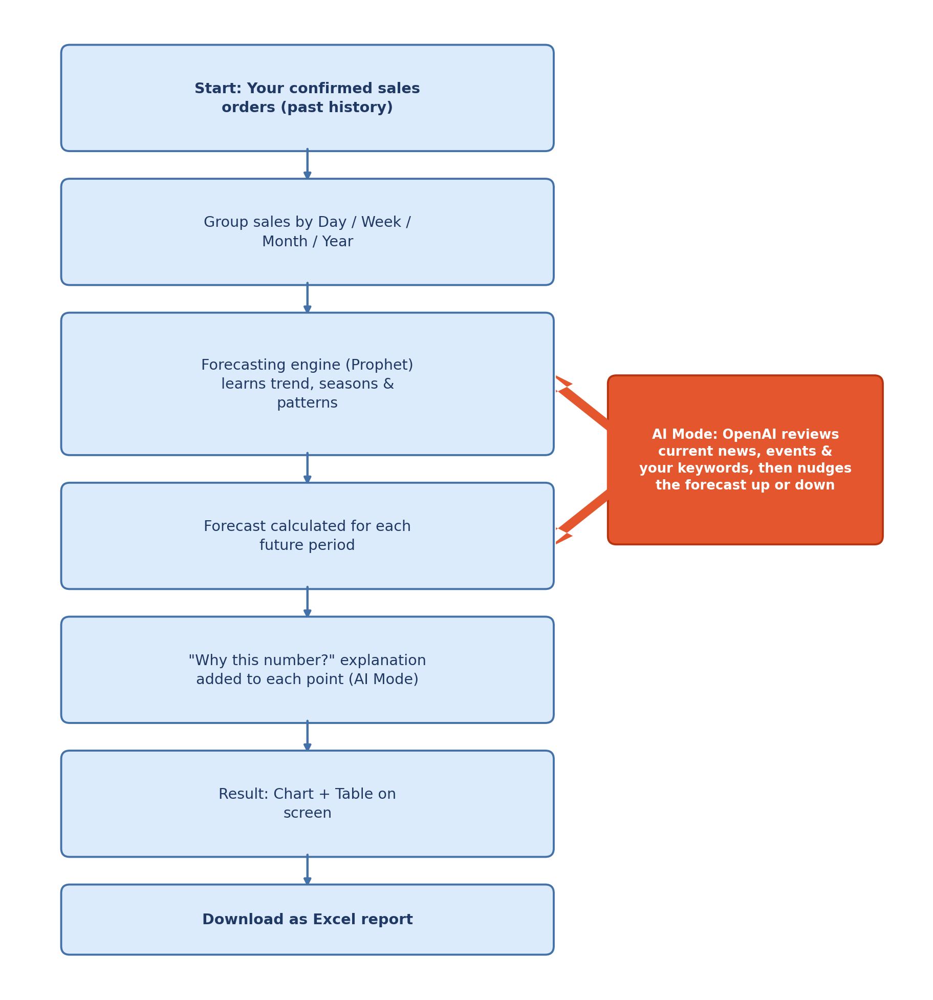 Start: Your confirmed sales
orders (past history)
Group sales by Day / Week /
Month / Year
Forecasting engine (Prophet)
learns trend, seasons &
patterns
AI Mode: OpenAI reviews
current news, events &
your keywords, then nudges
the forecast up or down
Forecast calculated for each
future period
"Why this number?" explanation
added to each point (AI Mode)
Result: Chart + Table on
screen
Download as Excel report